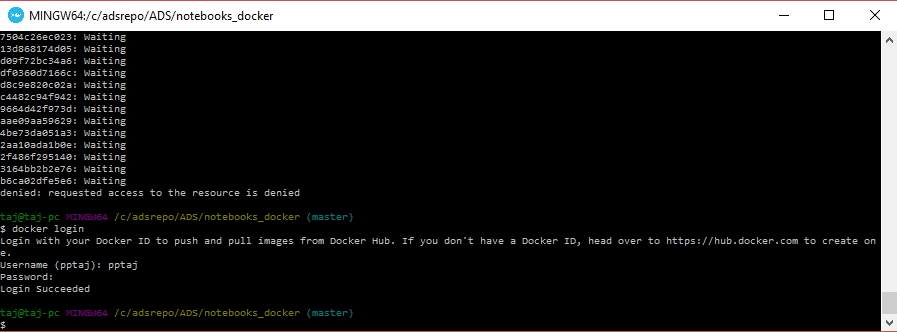 MINGW64:/c/adsrepo/ADS/notebooks_docker
7504c26ec023: Waiting
13d868174d05: Waiting
d09f72bc34a6: Waiting
df0360d7166c: Waiting
d8c9e820c02a: Waiting
c4482c94f942: Waiting
9664d42f973d: Waiting
aae09aa59629: Waiting
4be73da051a3: Waiting
2aa10ada1b0e: Waiting
2f486f295140: Waiting
3164bb2b2e76: Waiting
b6ca02dfe5e6: Waiting
denied: requested access to the resource is denied
taj@taj-pc MINGW64 /c/adsrepo/ADS/notebooks_docker (master)
$ docker login
Login with your Docker ID to push and pull images from Docker Hub. If you don't have a Docker ID, head over to https://hub.docker.com to create on
e.
Username (pptaj): pptaj
Password:
Login Succeeded
taj@taj-pc MINGW64 /c/adsrepo/ADS/notebooks_docker (master)
$